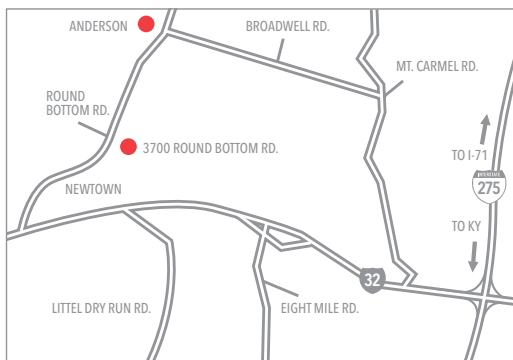 ANDERSON
BROADWELL RD.
MT. CARMEL RD.
ROUND
BOTTOM RD.
3700 ROUND BOTTOM RD.
TO I-71
INTERSTATE
275
NEWTOWN
TO KY
32
LITTEL DRY RUN RD.
EIGHT MILE RD.